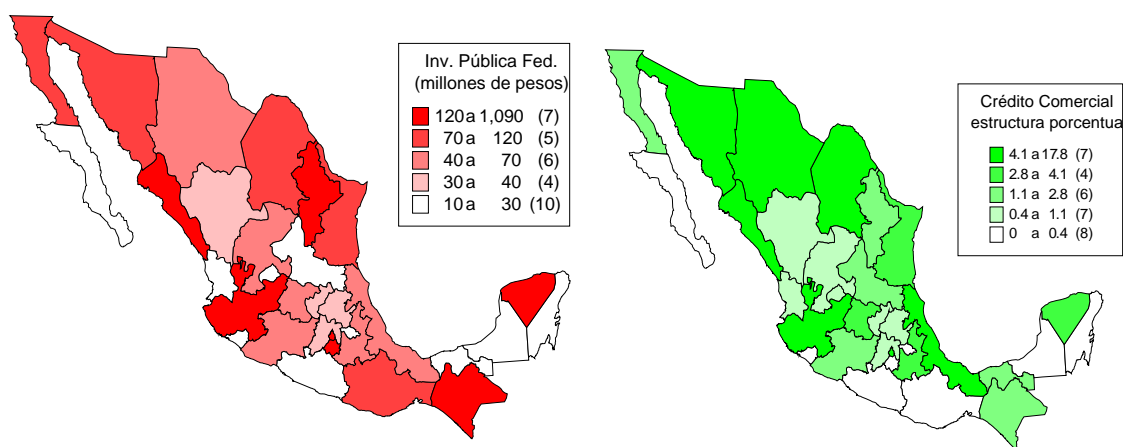 Inv. Pública Fed.
(millones de pesos)
120 a 1,090 (7)
70 a 120 (5)
40 a 70 (6)
30 a 40 (4)
10 a 30 (10)
Crédito Comercial
estructura porcentua
4.1 a 17.8 (7)
2.8 a 4.1 (4)
1.1 a 2.8 (6)
0.4 a 1.1 (7)
0 a 0.4 (8)